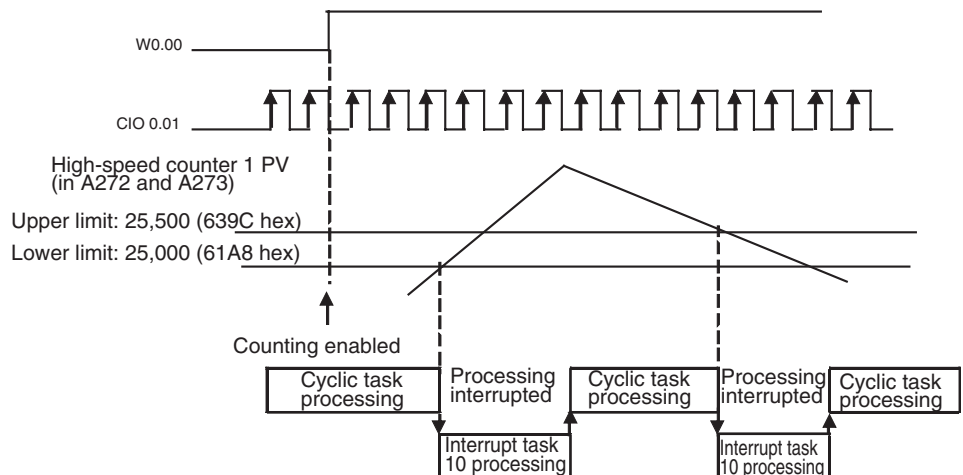 W0.00
CIO 0.01
High-speed counter 1 PV
(in A272 and A273)
Upper limit: 25,500 (639C hex)
Lower limit: 25,000 (61A8 hex)
Counting enabled
Cyclic task
processing
Processing
interrupted
Cyclic task
processing
Processing
interrupted
Cyclic task
processing
Interrupt task
10 processing
Interrupt task
10 processing